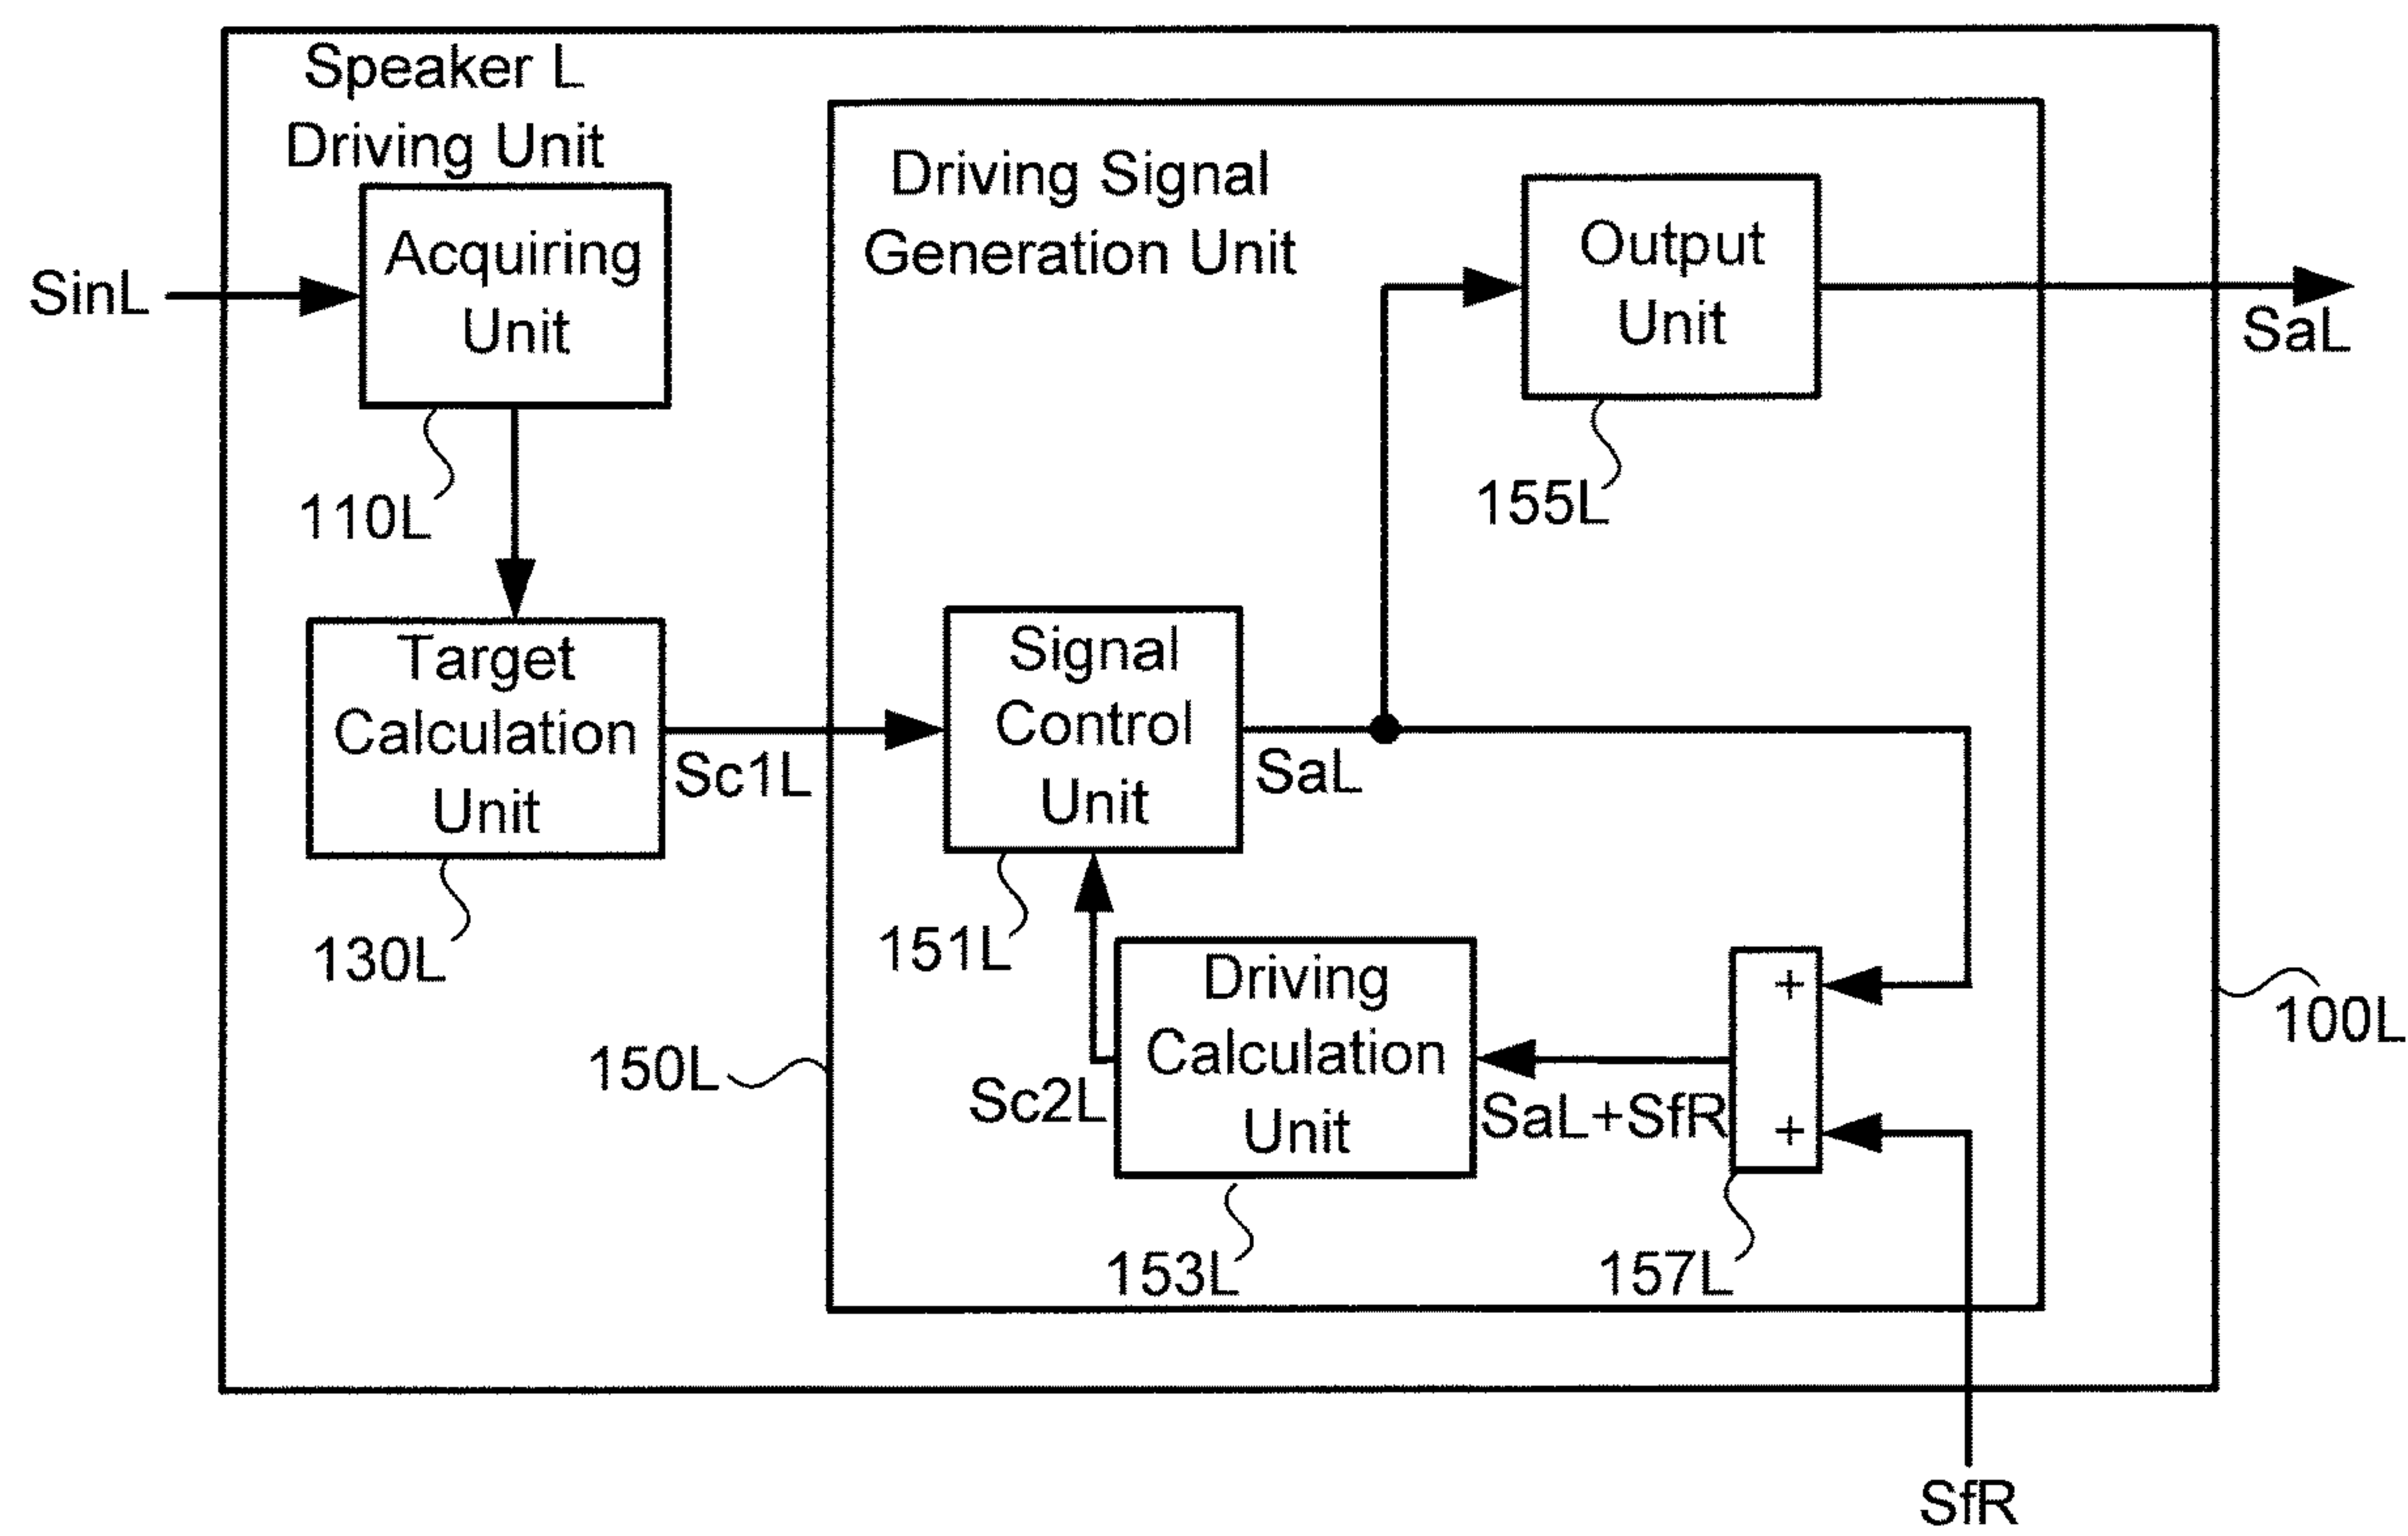 Speaker L
Driving Unit
SinL
Acquiring
Unit
110L
Target
Calculation
Unit
Sc1L
130L
Driving Signal
Generation Unit
Output
Unit
155L
SaL
Signal
Control
Unit
SaL
151L
Driving
Calculation
Unit
Sc2L
153L
SaL+SfR
+
+
157L
150L
100L
SfR